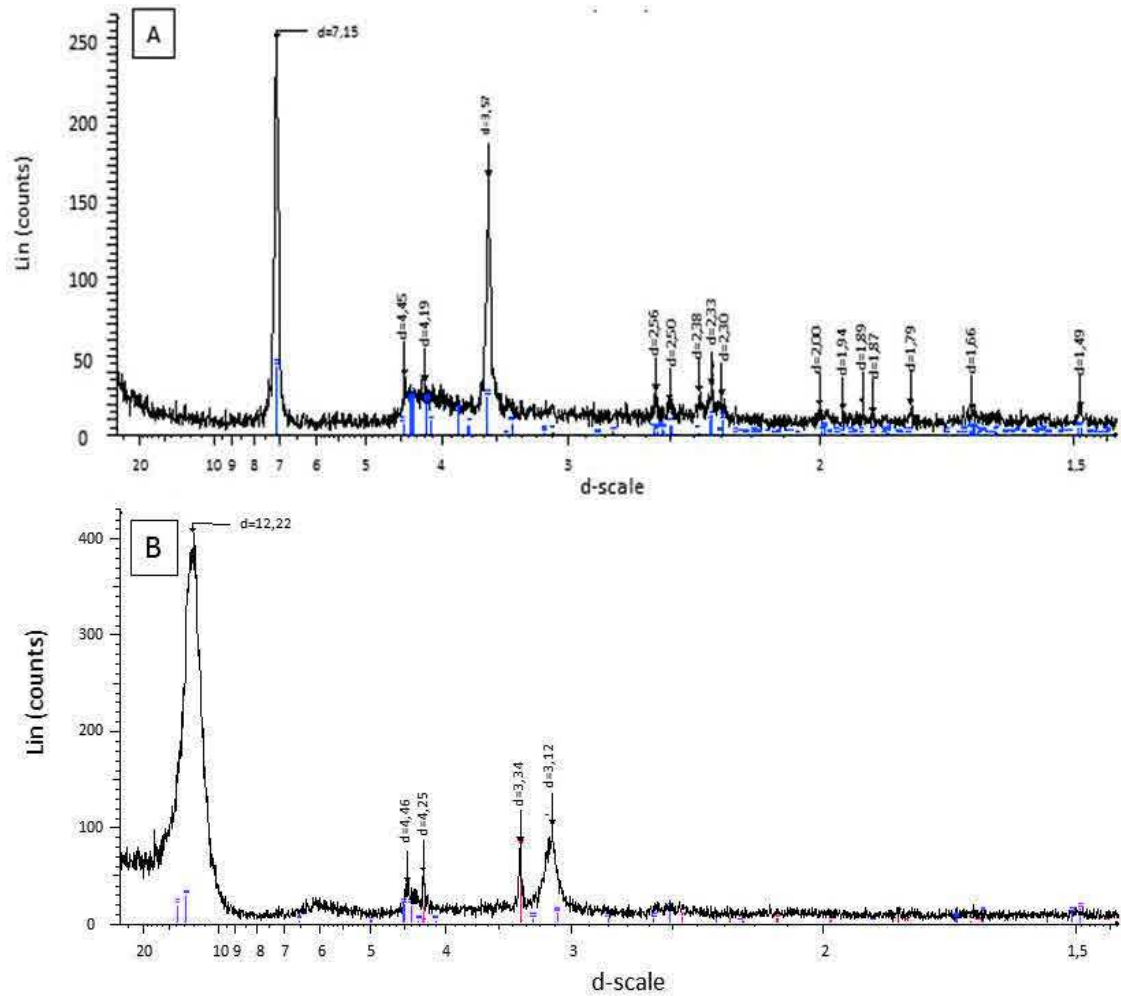 A
d=7,15
250
200
150
100
50
0
Lin (counts)
d=3,57
d=4,45
d=4,19
d=2,56
d=2,50
d=2,38
d=2,33
d=2,30
d=2,00
d=1,94
d=1,89
d=1,87
d=1,79
d=1,66
d=1,49
20 10 9 8 7 6 5 4 3 2 1,5
d-scale
B
d=12,22
400
300
200
100
0
Lin (counts)
d=4,46
d=4,25
d=3,34
d=3,12
20 10 9 8 7 6 5 4 3 2 1,5
d-scale